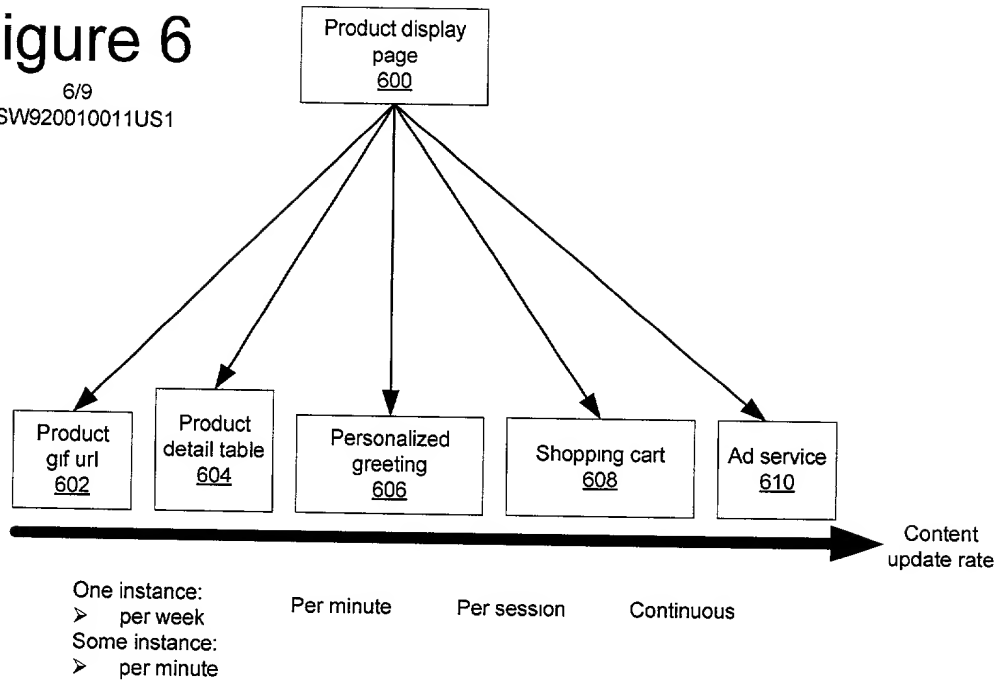 igure 6
6/9
SW920010011US1
Product display
page
600
Product
gif url
602
Product
detail table
604
Personalized
greeting
606
Shopping cart
608
Ad service
610
Content
update rate
One instance:
➢ per week
Some instance:
➢ per minute
Per minute
Per session
Continuous